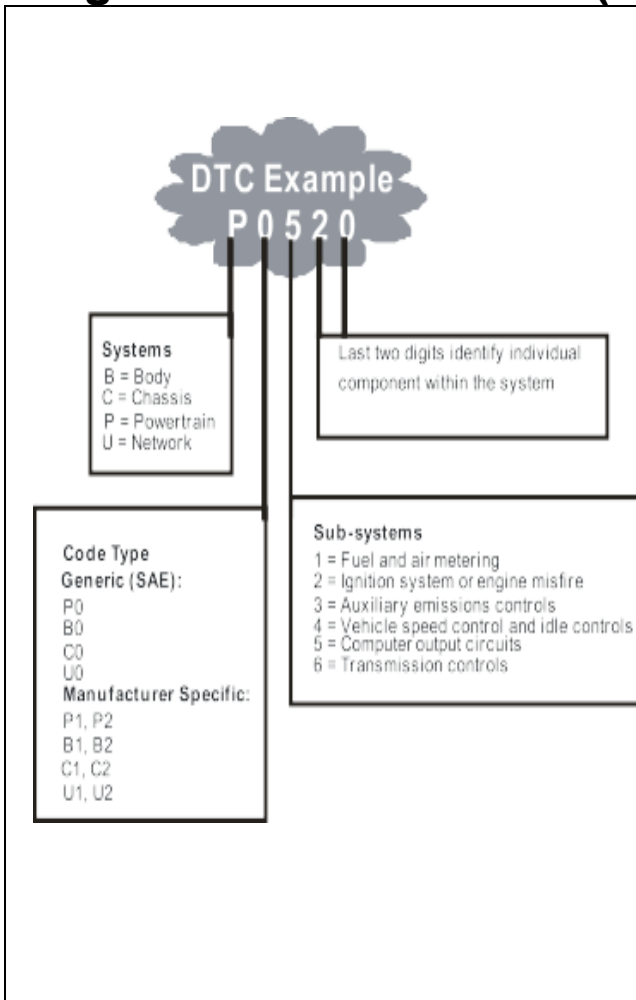 DTC Example
P 0 5 2 0
Systems
B = Body
C = Chassis
P = Powertrain
U = Network
Last two digits identify individual
component within the system
Code Type
Generic (SAE):
P0
B0
C0
U0
Manufacturer Specific:
P1, P2
B1, B2
C1, C2
U1, U2
Sub-systems
1 = Fuel and air metering
2 = Ignition system or engine misfire
3 = Auxiliary emissions controls
4 = Vehicle speed control and idle controls
5 = Computer output circuits
6 = Transmission controls